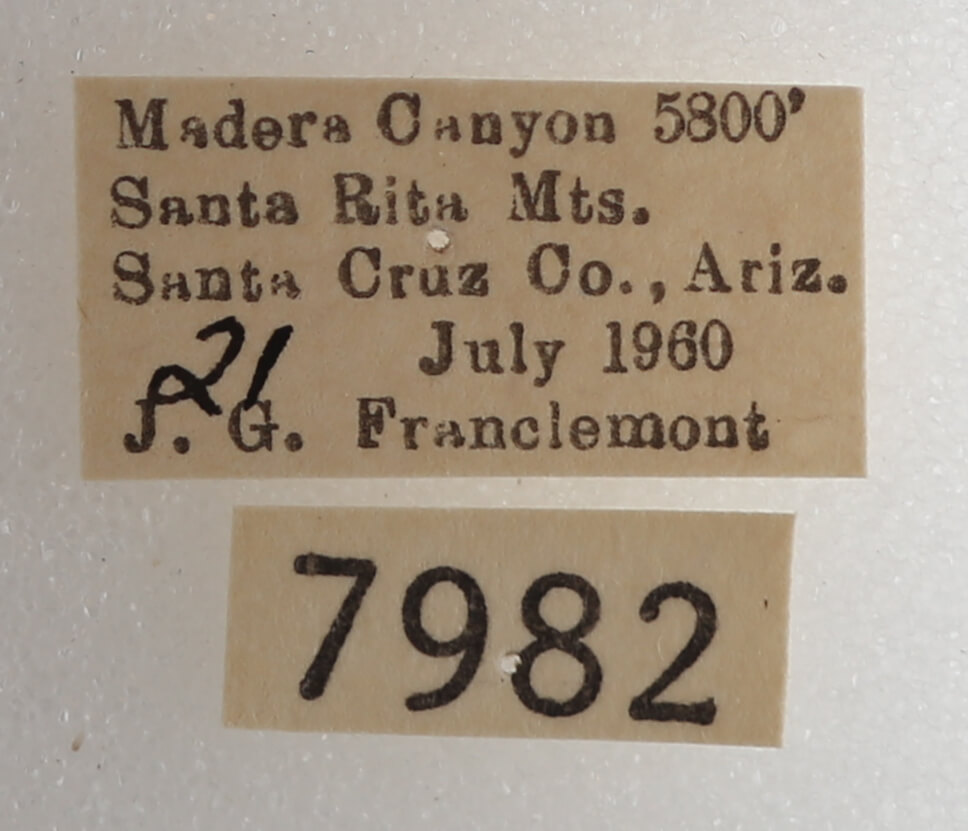 Madera Canyon 5800'
Santa Rita Mts.
Santa Cruz Co., Ariz.
21 July 1960
J. G. Franclemont
7982